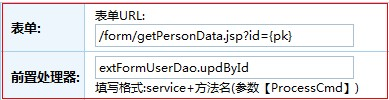 表单:
表单URL:
/form/getPersonData.jsp?id={pk}
前置处理器:
extFormUserDao.updById
填写格式:service+方法名(参数【ProcessCmd】)